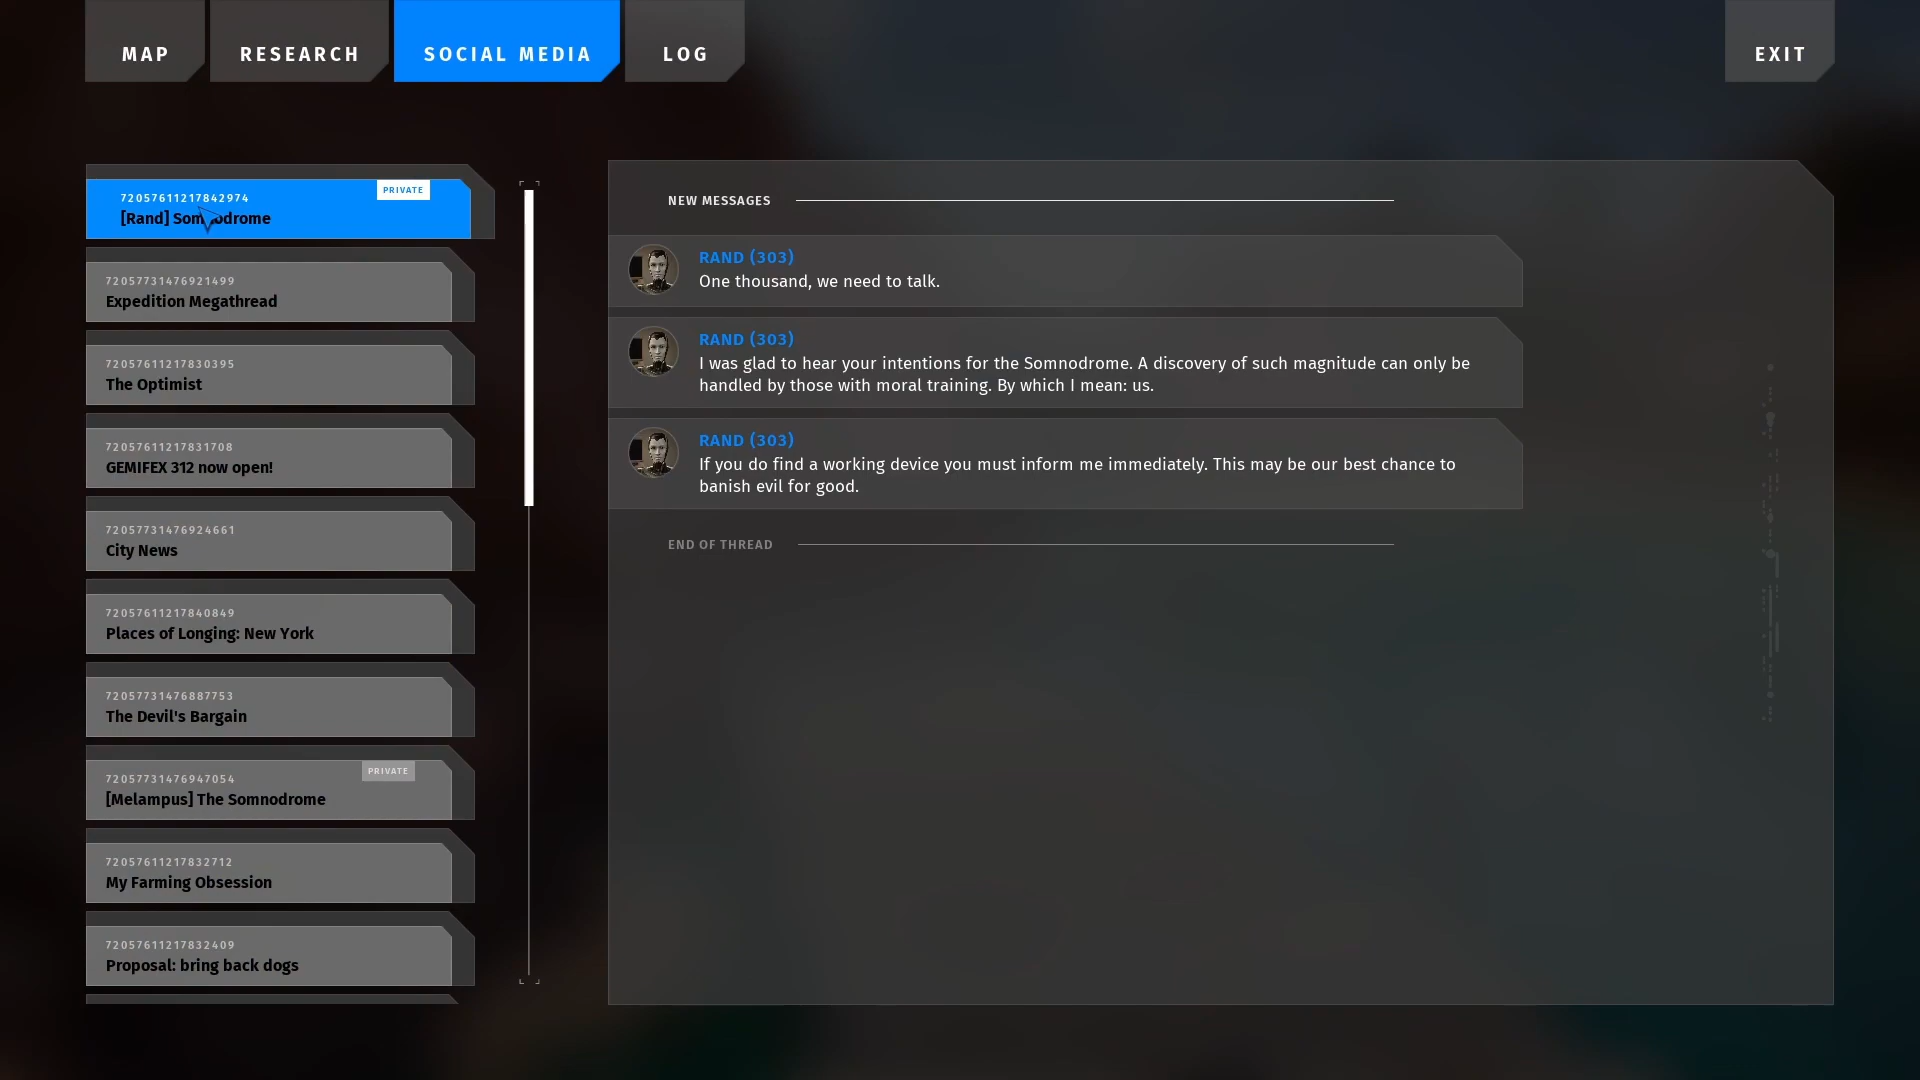 MAP
RESEARCH
SOCIAL MEDIA
LOG
EXIT
72057611217842974
PRIVATE
[Rand] Somnodrome
72057731476921499
Expedition Megathread
72057611217830395
The Optimist
72057611217831708
GEMIFEX 312 now open!
72057731476924661
City News
72057611217840849
Places of Longing: New York
72057731476887753
The Devil's Bargain
72057731476947054
PRIVATE
[Melampus] The Somnodrome
72057611217832712
My Farming Obsession
72057611217832409
Proposal: bring back dogs
NEW MESSAGES
RAND (303)
One thousand, we need to talk.
RAND (303)
I was glad to hear your intentions for the Somnodrome. A discovery of such magnitude can only be
handled by those with moral training. By which I mean: us.
RAND (303)
If you do find a working device you must inform me immediately. This may be our best chance to
banish evil for good.
END OF THREAD